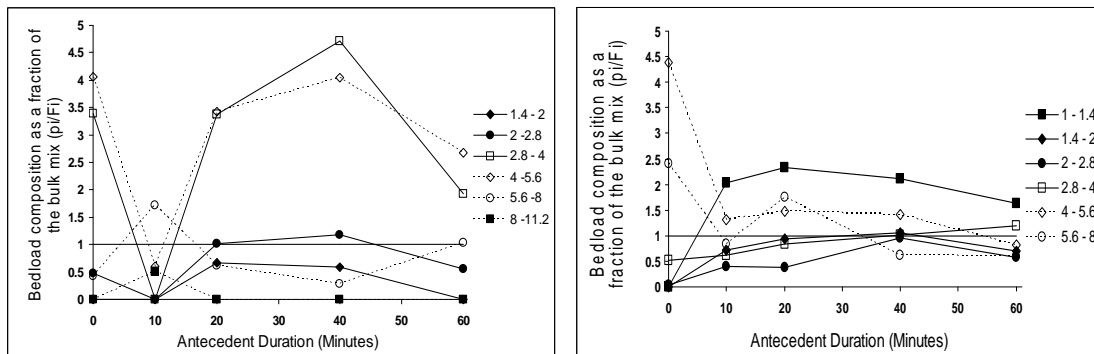 Bedload composition as a fraction of
the bulk mix (pi/Fi)
5
4.5
4
3.5
3
2.5
2
1.5
1
0.5
0
0 10 20 40 60
Antecedent Duration (Minutes)
1.4 - 2
2 -2.8
2.8 - 4
4 -5.6
5.6 -8
8 -11.2
Bedload composition as a
fraction of the bulk mix (pi/Fi)
5
4.5
4
3.5
3
2.5
2
1.5
1
0.5
0
0 10 20 40 60
Antecedent Duration (Minutes)
1 - 1.4
1.4 - 2
2 - 2.8
2.8 - 4
4 - 5.6
5.6 - 8